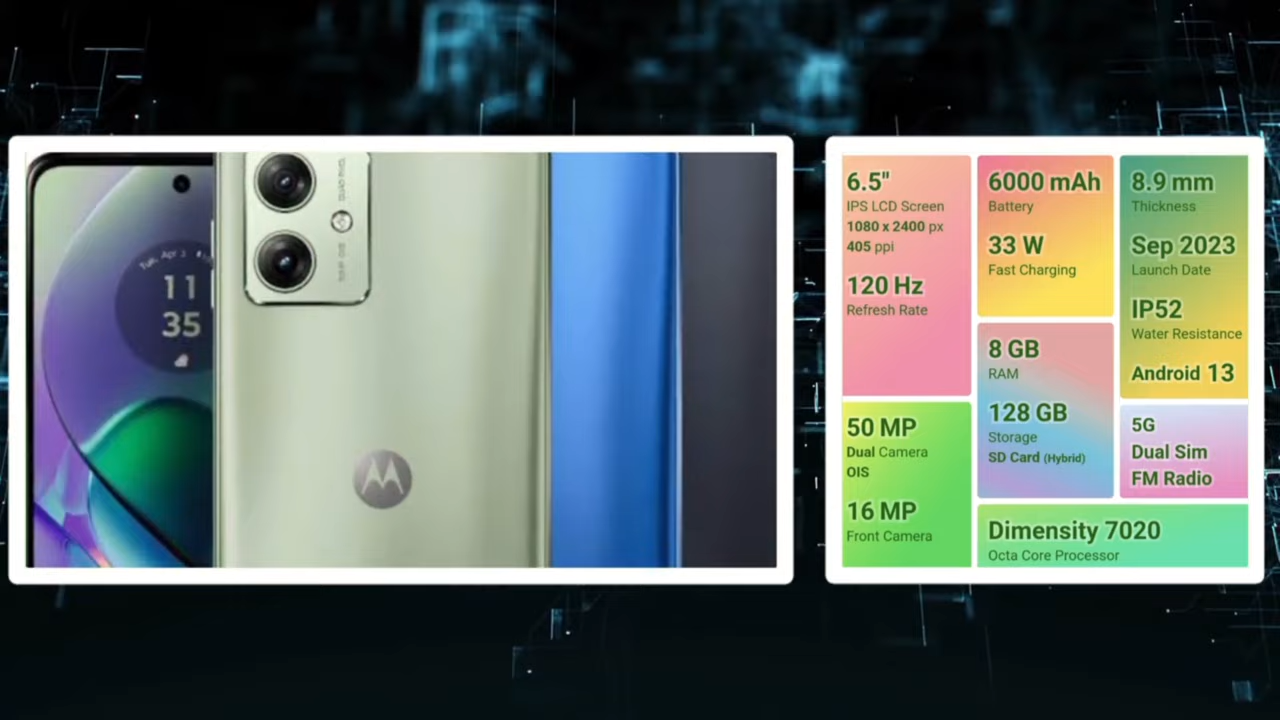 Tue, Apr 3
11
35
6.5"
IPS LCD Screen
1080 x 2400 px
405 ppi
120 Hz
Refresh Rate
50 MP
Dual Camera
OIS
16 MP
Front Camera
6000 mAh
Battery
33 W
Fast Charging
8 GB
RAM
128 GB
Storage
SD Card (Hybrid)
8.9 mm
Thickness
Sep 2023
Launch Date
IP52
Water Resistance
Android 13
5G
Dual Sim
FM Radio
Dimensity 7020
Octa Core Processor